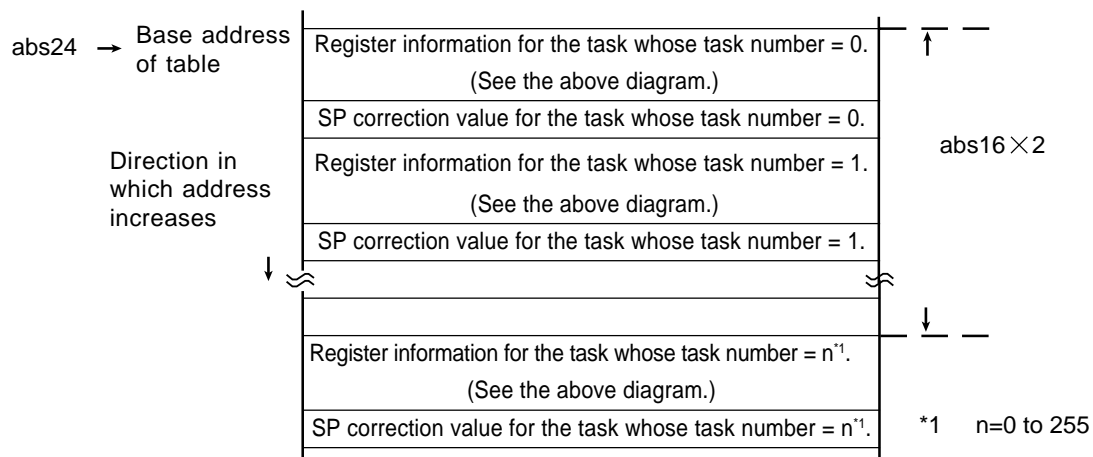 abs24 → Base address
of table
Register information for the task whose task number = 0.
(See the above diagram.)
SP correction value for the task whose task number = 0.
abs16×2
Direction in
which address
increases
Register information for the task whose task number = 1.
(See the above diagram.)
SP correction value for the task whose task number = 1.
Register information for the task whose task number = n*1.
(See the above diagram.)
SP correction value for the task whose task number = n*1.
*1 n=0 to 255